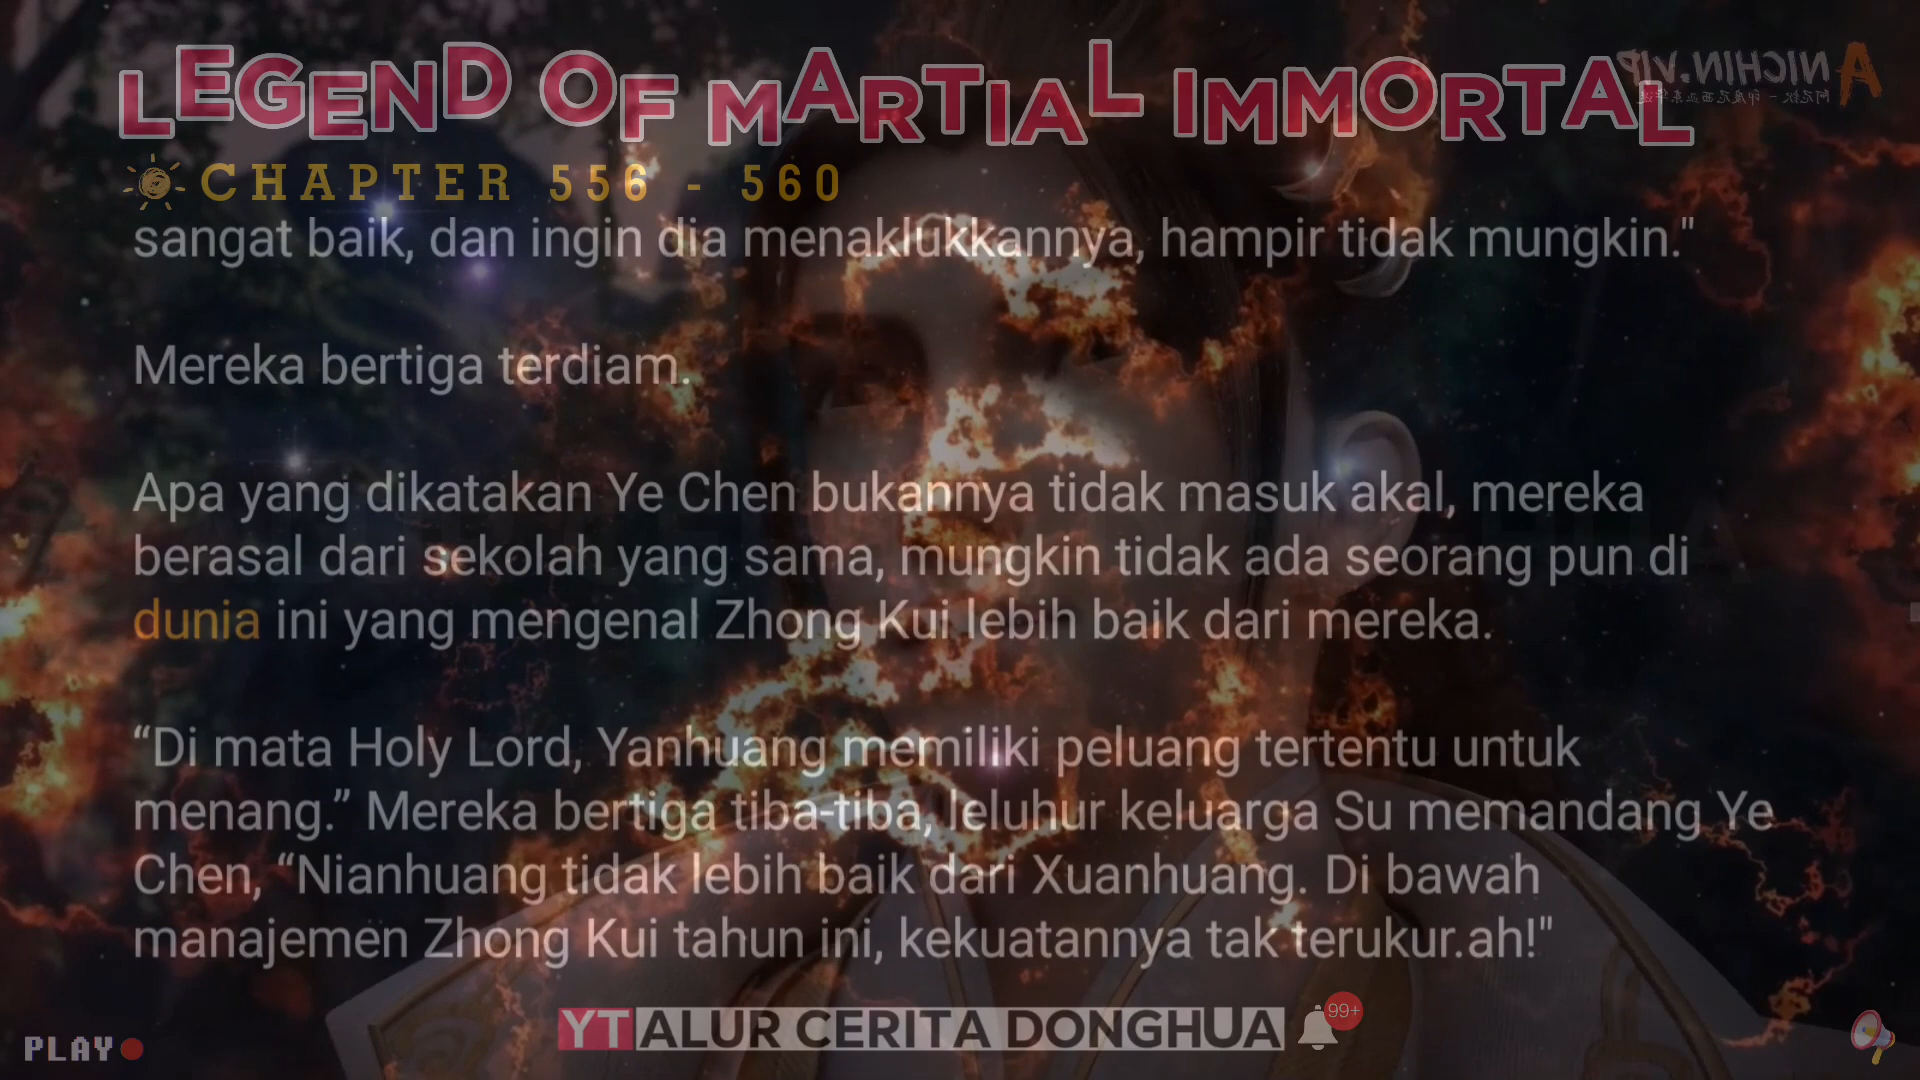 LEGEND OF MARTIAL IMMORTAL
ANICHIN.VIP
CHAPTER 556 - 560
sangat baik, dan ingin dia menaklukkannya, hampir tidak mungkin."
Mereka bertiga terdiam.
Apa yang dikatakan Ye Chen bukannya tidak masuk akal, mereka
berasal dari sekolah yang sama, mungkin tidak ada seorang pun di
dunia ini yang mengenal Zhong Kui lebih baik dari mereka.
“Di mata Holy Lord, Yanhuang memiliki peluang tertentu untuk
menang.” Mereka bertiga tiba-tiba, leluhur keluarga Su memandang Ye
Chen, “Nianhuang tidak lebih baik dari Xuanhuang. Di bawah
manajemen Zhong Kui tahun ini, kekuatannya tak terukur.ah!"
YT ALUR CERITA DONGHUA
99+
PLAY